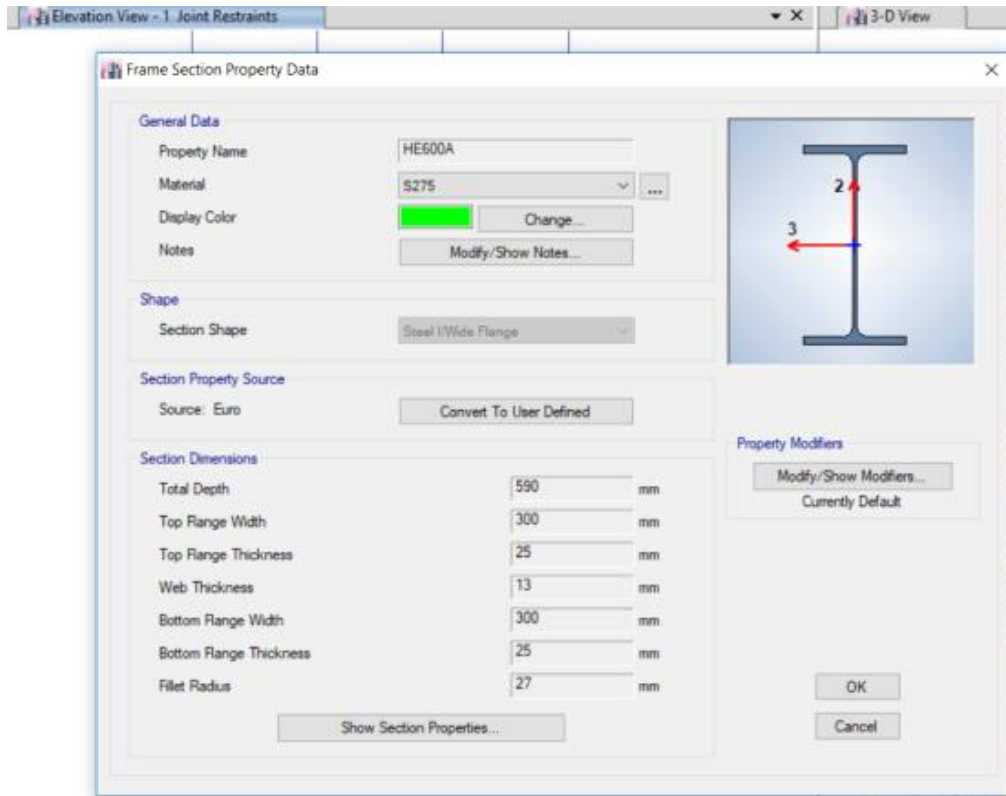 Elevation View - 1 Joint Restraints
3-D View
Frame Section Property Data
General Data
Property Name HE600A
Material S275 ...
Display Color Change...
Notes Modify/Show Notes...
Shape
Section Shape Steel I/Wide Flange
Section Property Source
Source: Euro Convert To User Defined
Section Dimensions
Total Depth 590 mm
Top Flange Width 300 mm
Top Flange Thickness 25 mm
Web Thickness 13 mm
Bottom Flange Width 300 mm
Bottom Flange Thickness 25 mm
Fillet Radius 27 mm
Show Section Properties...
2
3
Property Modifiers
Modify/Show Modifiers...
Currently Default
OK
Cancel